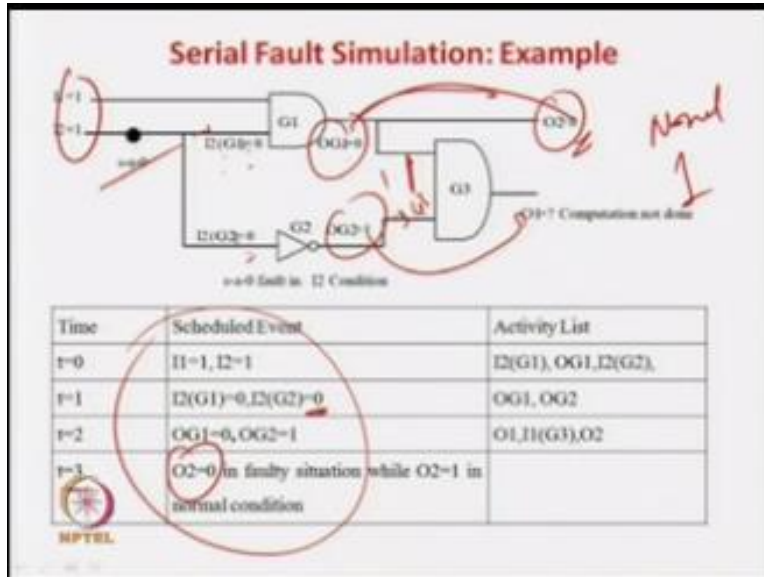 Serial Fault Simulation: Example
I1=1
G1
I2=1
I2(G1)=0
OG1=0
O2=0
Normal
1
s-a-0
G3
I2(G2)=0
G2
OG2=1
O1=? Computation not done
s-a-0 fault in I2 Condition
Time Scheduled Event Activity List
t=0 I1=1, I2=1 I2(G1), OG1,I2(G2),
t=1 I2(G1)=0,I2(G2)=0 OG1, OG2
t=2 OG1=0, OG2=1 O1,I1(G3),O2
t=3 O2=0 in faulty situation while O2=1 in
normal condition
NPTEL